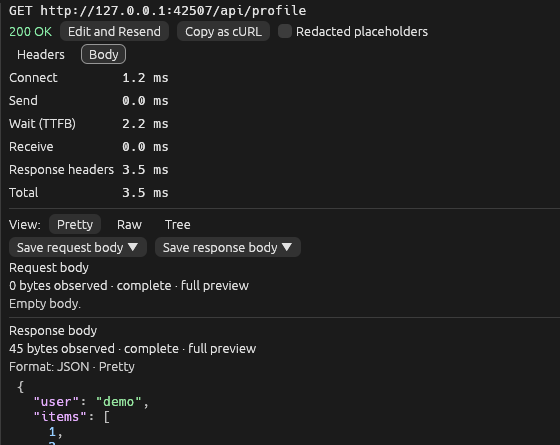 GET http://127.0.0.1:42507/api/profile
200 OK Edit and Resend Copy as cURL Redacted placeholders
Headers Body
Connect 1.2 ms
Send 0.0 ms
Wait (TTFB) 2.2 ms
Receive 0.0 ms
Response headers 3.5 ms
Total 3.5 ms
View: Pretty Raw Tree
Save request body ▼ Save response body ▼
Request body
0 bytes observed · complete · full preview
Empty body.
Response body
45 bytes observed · complete · full preview
Format: JSON · Pretty
{
"user": "demo",
"items": [
1,